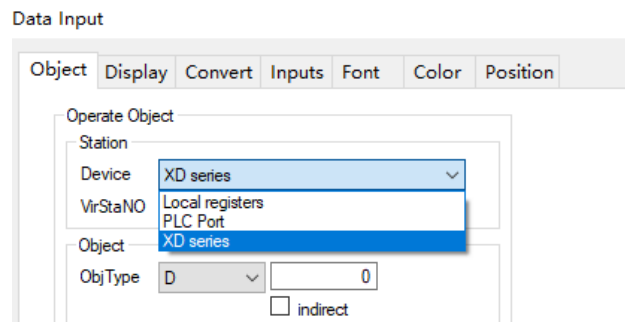 Data Input
Object Display Convert Inputs Font Color Position
Operate Object
Station
Device XD series
VirStaNO Local registers
PLC Port
XD series
Object
ObjType D 0
indirect